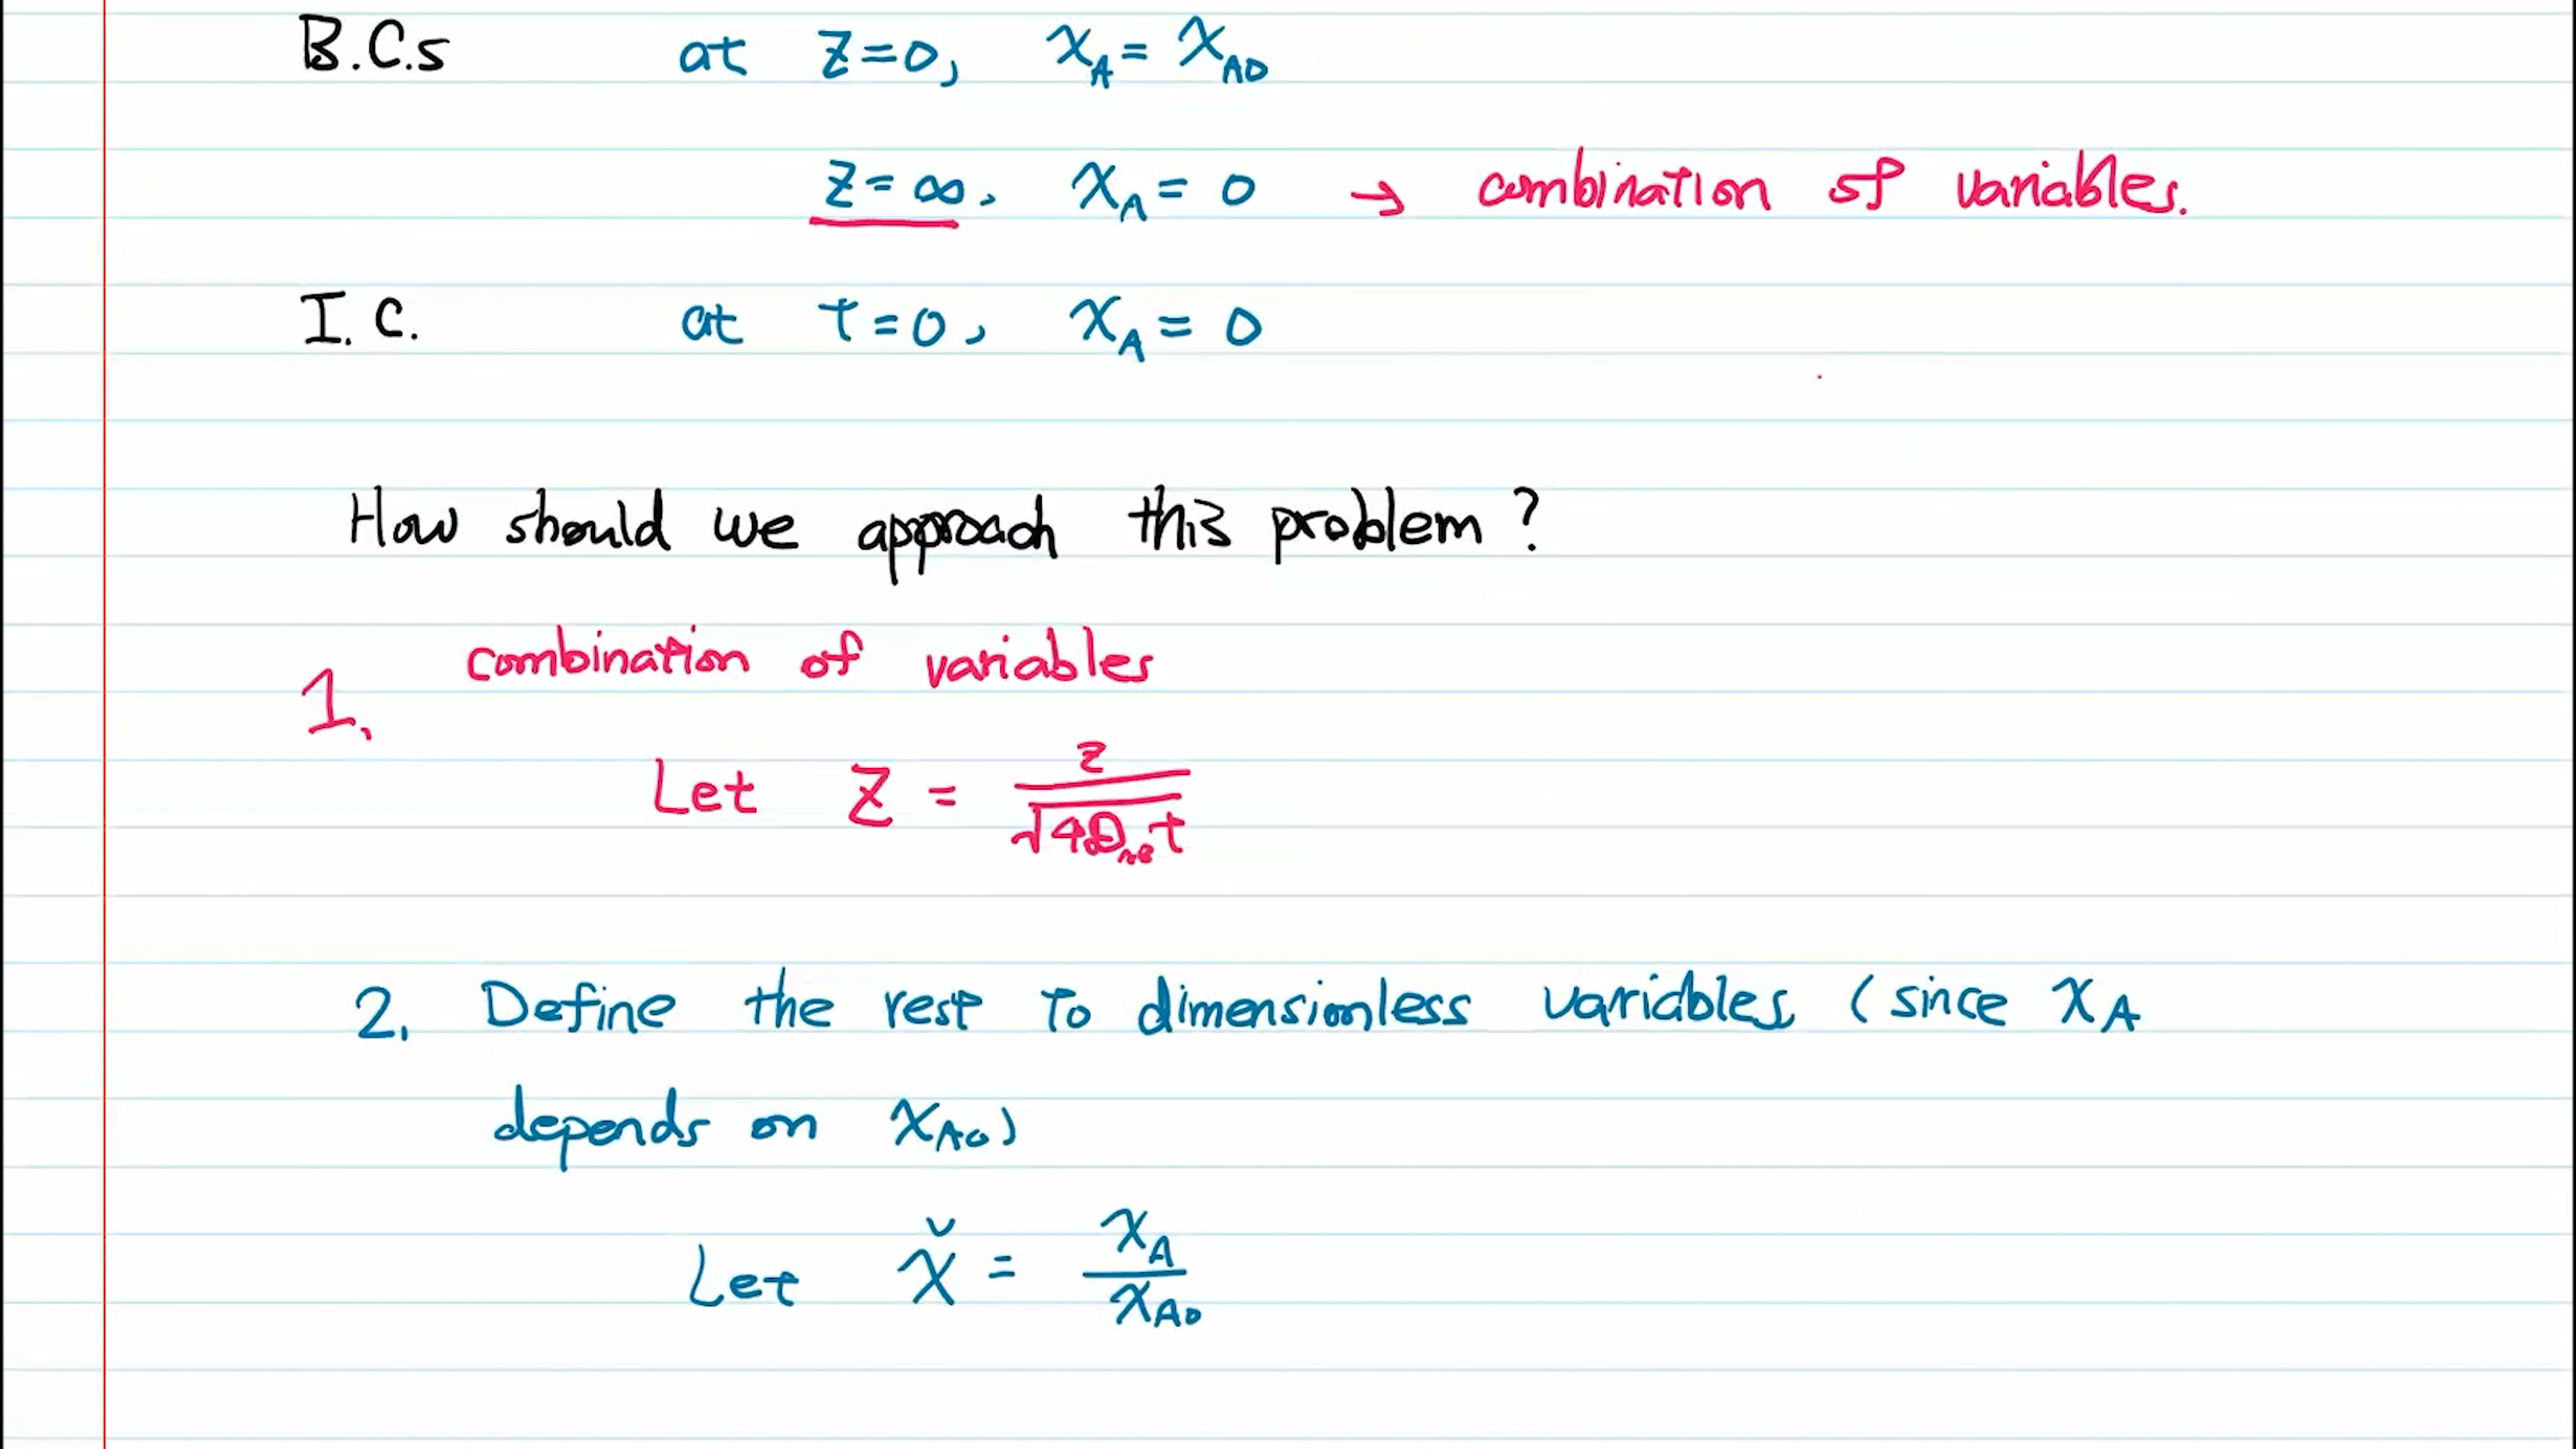 B.C.s at z=0, x_A = x_A0
z=∞, x_A = 0 → combination of variables.
I.C. at t=0, x_A = 0
How should we approach this problem?
combination of variables
1.
Let Z = z / √(4𝒟_AB t)
2. Define the rest to dimensionless variables (since x_A
depends on x_A0)
Let x̌ = x_A / x_A0